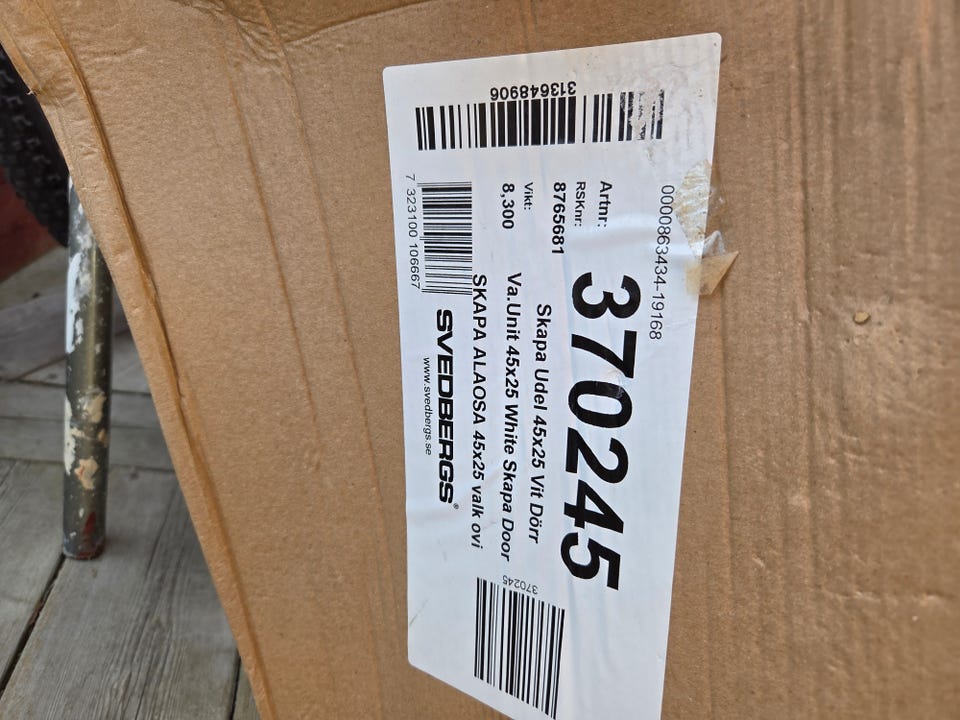 0000863434-19168
Artnr:
370245
RSKnr:
8765681
Skapa Udel 45x25 Vit Dörr
Vikt:
8,300
Va.Unit 45x25 White Skapa Door
SKAPA ALAOSA 45x25 valk ovi
SVEDBERGS®
www.svedbergs.se
313648906
7 323100 106667
370245